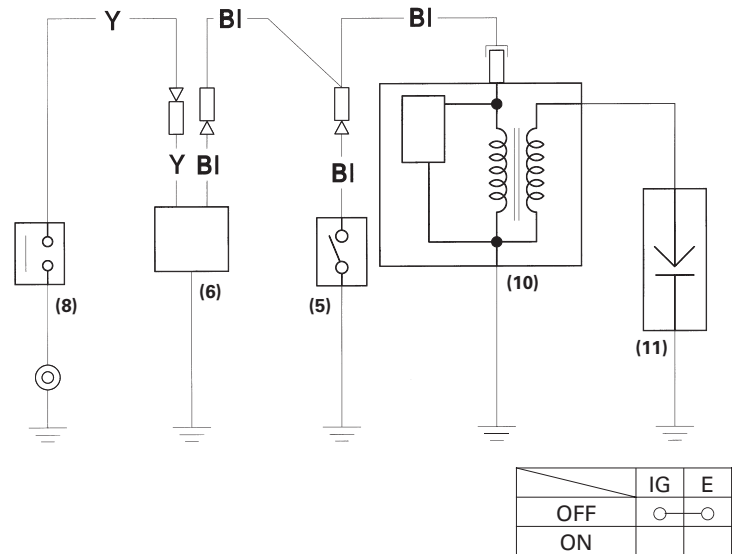 Y
Bl
Bl
Y
Bl
Bl
(8)
(6)
(5)
(10)
(11)
IG E
OFF
ON